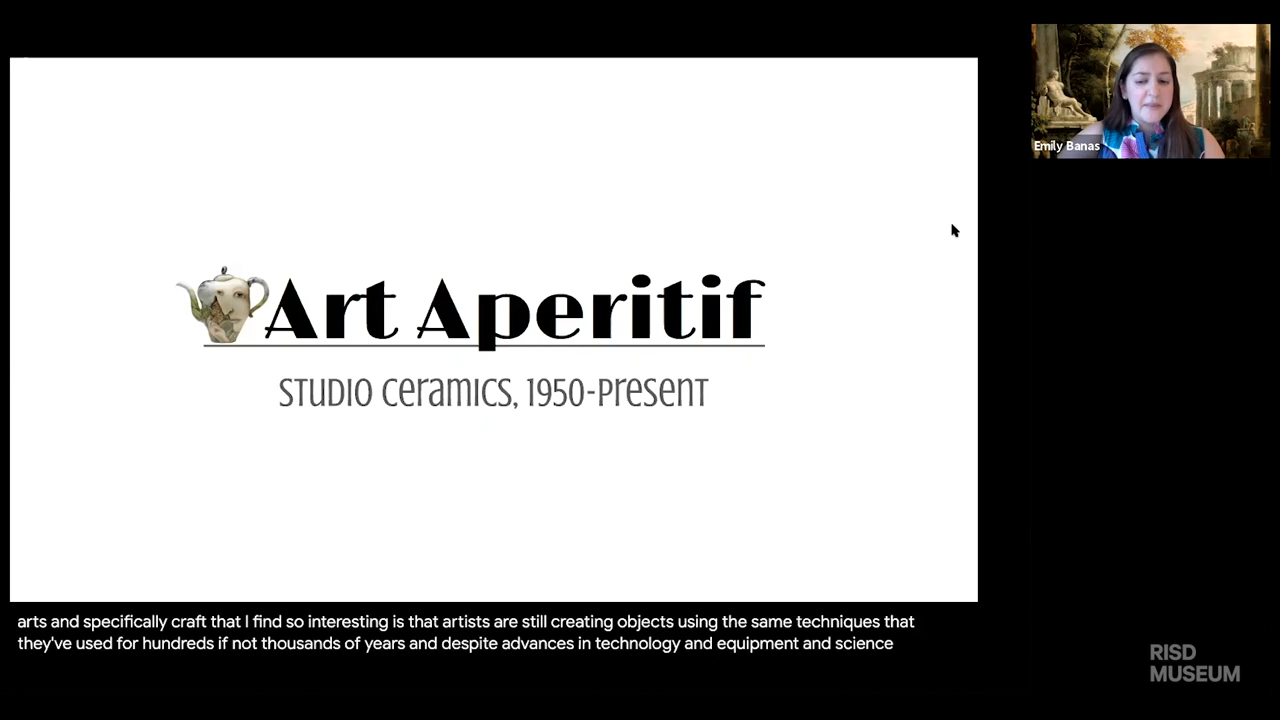 Emily Banas
Art Aperitif
STUDIO CERAMICS, 1950-PRESENT
arts and specifically craft that I find so interesting is that artists are still creating objects using the same techniques that
they've used for hundreds if not thousands of years and despite advances in technology and equipment and science
RISD
MUSEUM